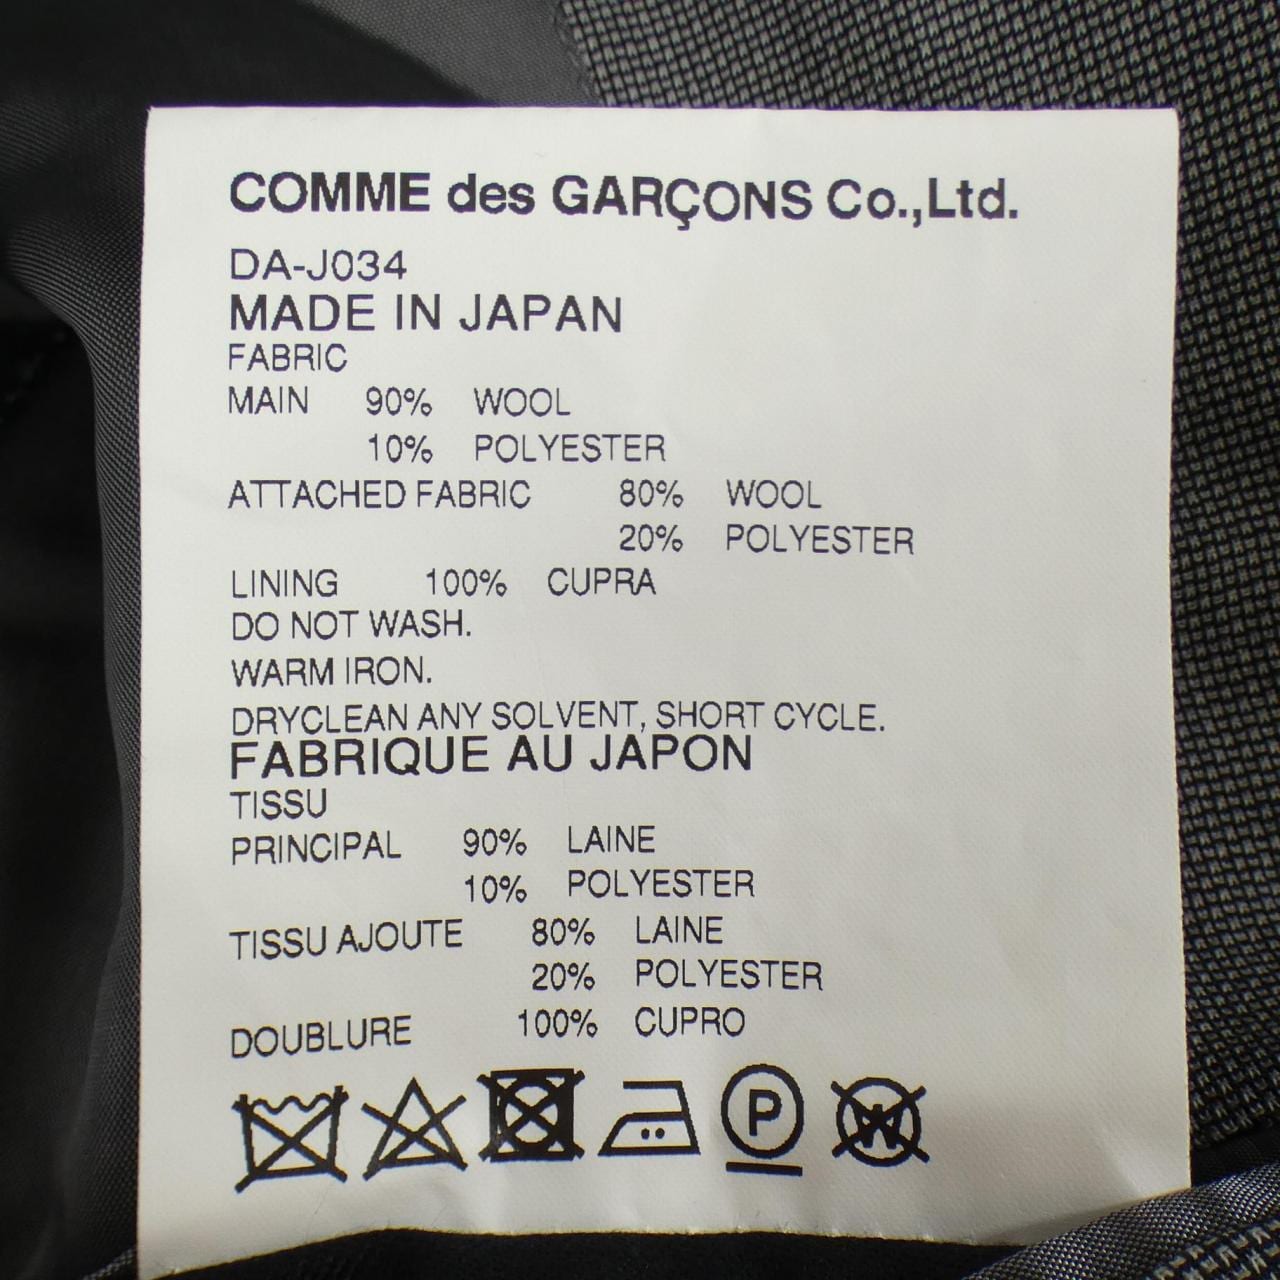 COMME des GARÇONS Co.,Ltd.
DA-J034
MADE IN JAPAN
FABRIC
MAIN 90% WOOL
10% POLYESTER
ATTACHED FABRIC 80% WOOL
20% POLYESTER
LINING 100% CUPRA
DO NOT WASH.
WARM IRON.
DRYCLEAN ANY SOLVENT, SHORT CYCLE.
FABRIQUE AU JAPON
TISSU
PRINCIPAL 90% LAINE
10% POLYESTER
TISSU AJOUTE 80% LAINE
20% POLYESTER
DOUBLURE 100% CUPRO
P W